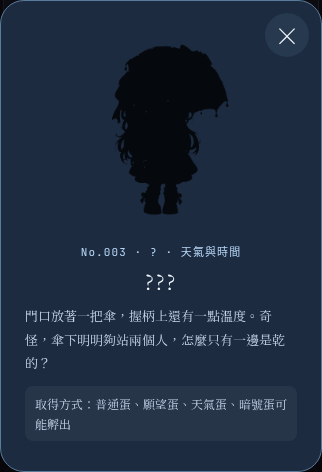 No.003 · ? · 天氣與時間
???
門口放著一把傘，握柄上還有一點溫度。奇
怪，傘下明明夠站兩個人，怎麼只有一邊是乾
的？
取得方式：普通蛋、願望蛋、天氣蛋、暗號蛋可
能孵出